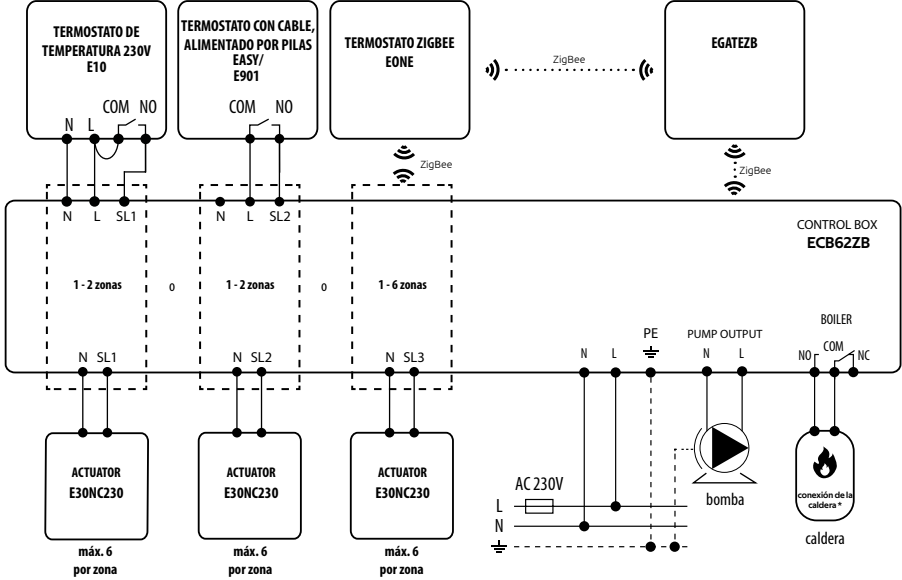 TERMOSTATO DE
TEMPERATURA 230V
E10
COM NO
N L
TERMOSTATO CON CABLE,
ALIMENTADO POR PILAS
EASY/
E901
COM NO
TERMOSTATO ZIGBEE
EONE
ZigBee
EGATEZB
ZigBee
ZigBee
N L SL1
N L SL2
CONTROL BOX
ECB62ZB
1 - 2 zonas
o
1 - 2 zonas
o
1 - 6 zonas
N SL1
N SL2
N SL3
N L
PE
PUMP OUTPUT
N L
BOILER
NO COM NC
ACTUATOR
E30NC230
máx. 6
por zona
ACTUATOR
E30NC230
máx. 6
por zona
ACTUATOR
E30NC230
máx. 6
por zona
AC 230V
L
N
bomba
conexión de la
caldera *
caldera